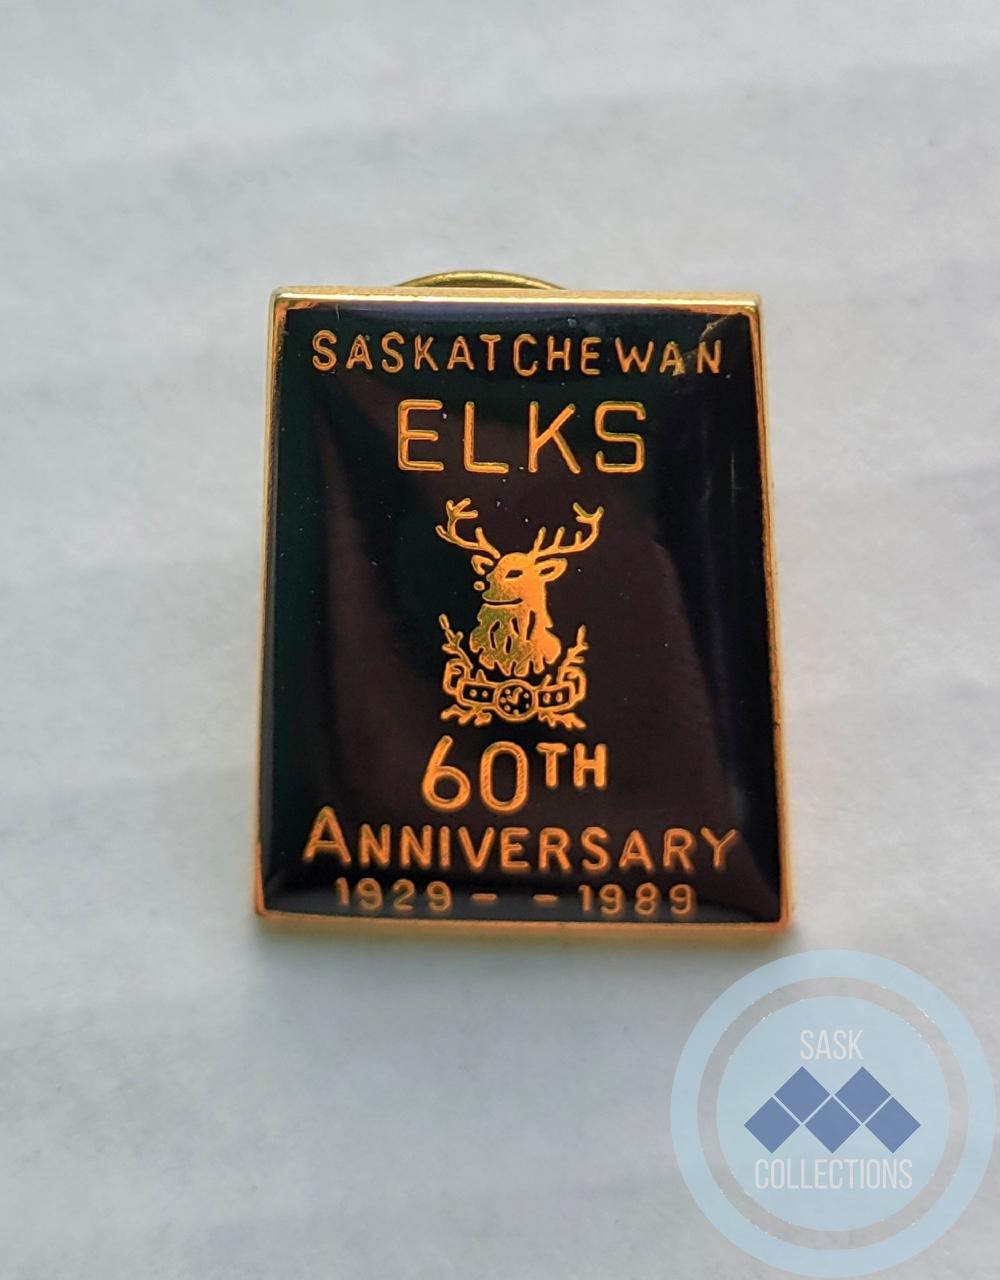 SASKATCHEWAN
ELKS
60TH
ANNIVERSARY
1929 - - 1989
SASK
COLLECTIONS